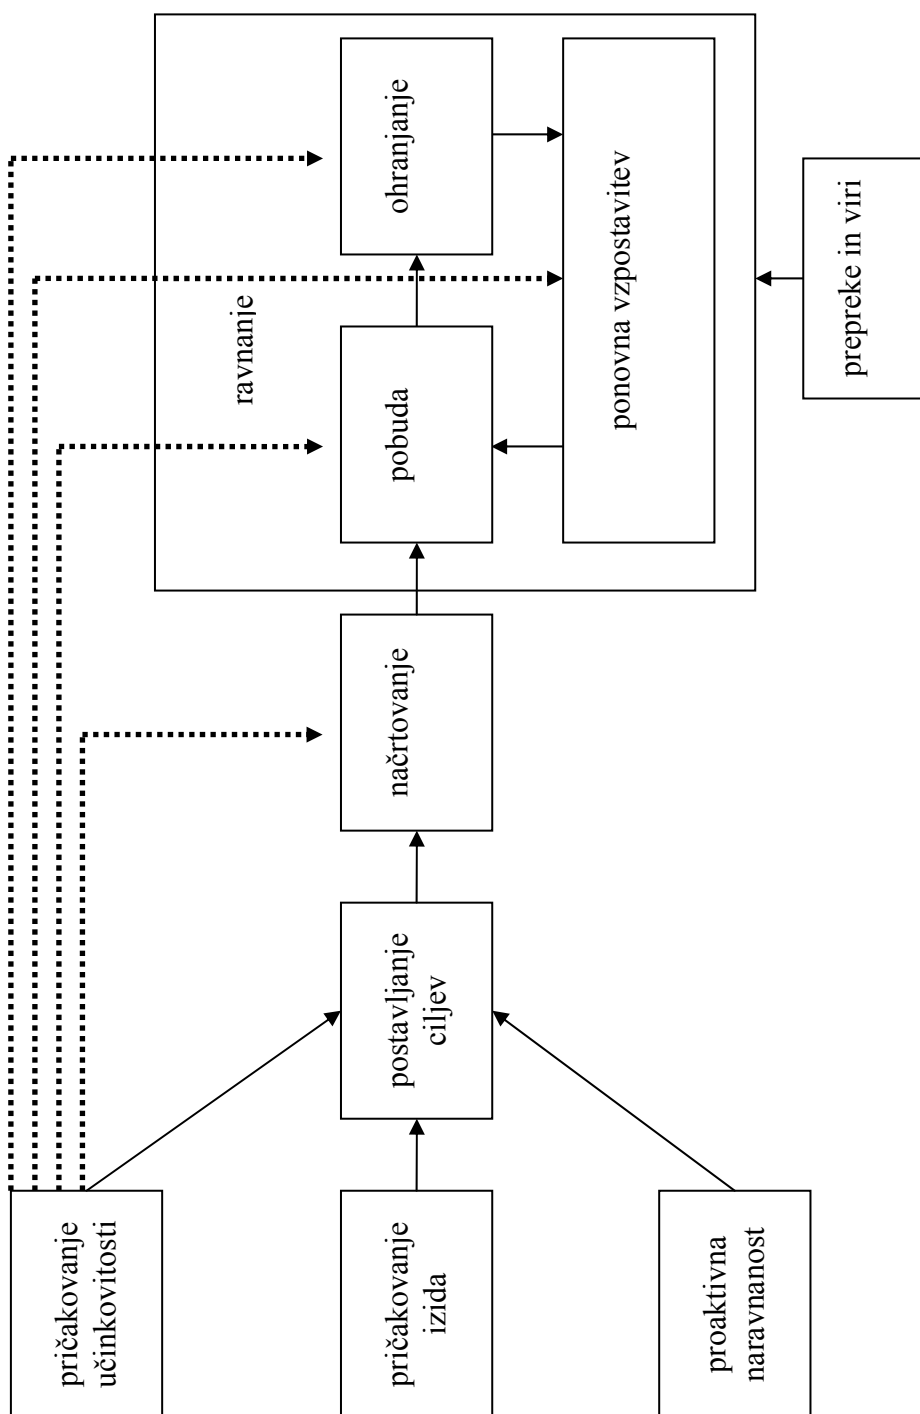 pričakovanje
učinkovitosti
pričakovanje
izida
proaktivna
naravnanost
postavljanje
ciljev
načrtovanje
ravnanje
pobuda
ohranjanje
ponovna vzpostavitev
prepreke in viri